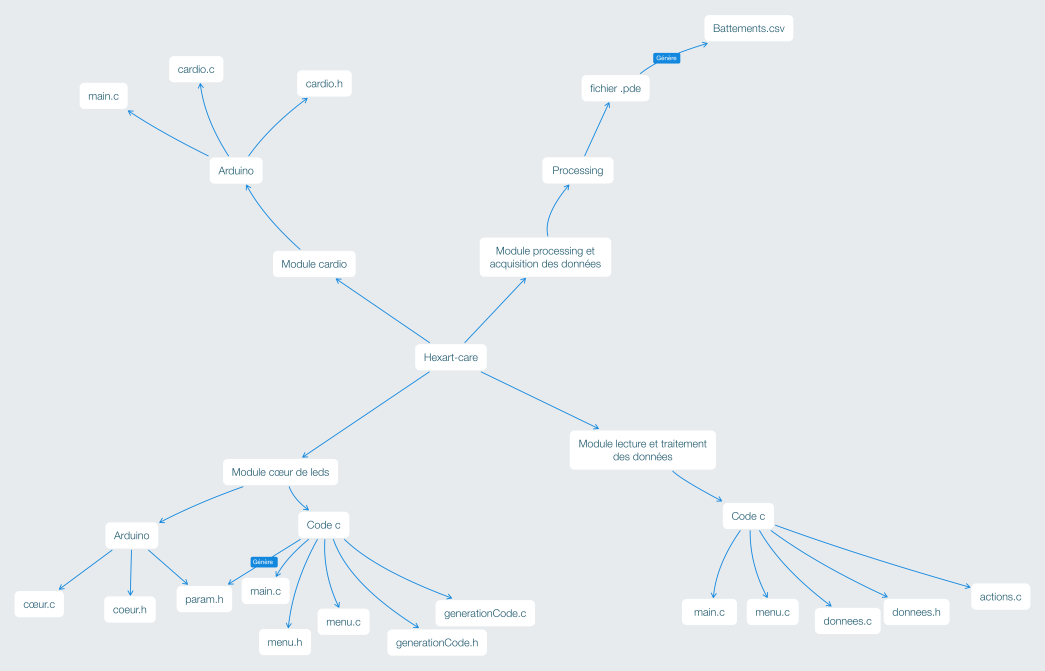 Battements.csv
Génère
fichier .pde
cardio.c
cardio.h
main.c
Arduino
Processing
Module cardio
Module processing et
acquisition des données
Hexart-care
Module cœur de leds
Module lecture et traitement
des données
Arduino
Code c
Code c
Génère
cœur.c
coeur.h
param.h
main.c
menu.h
menu.c
generationCode.h
generationCode.c
main.c
menu.c
donnees.c
donnees.h
actions.c